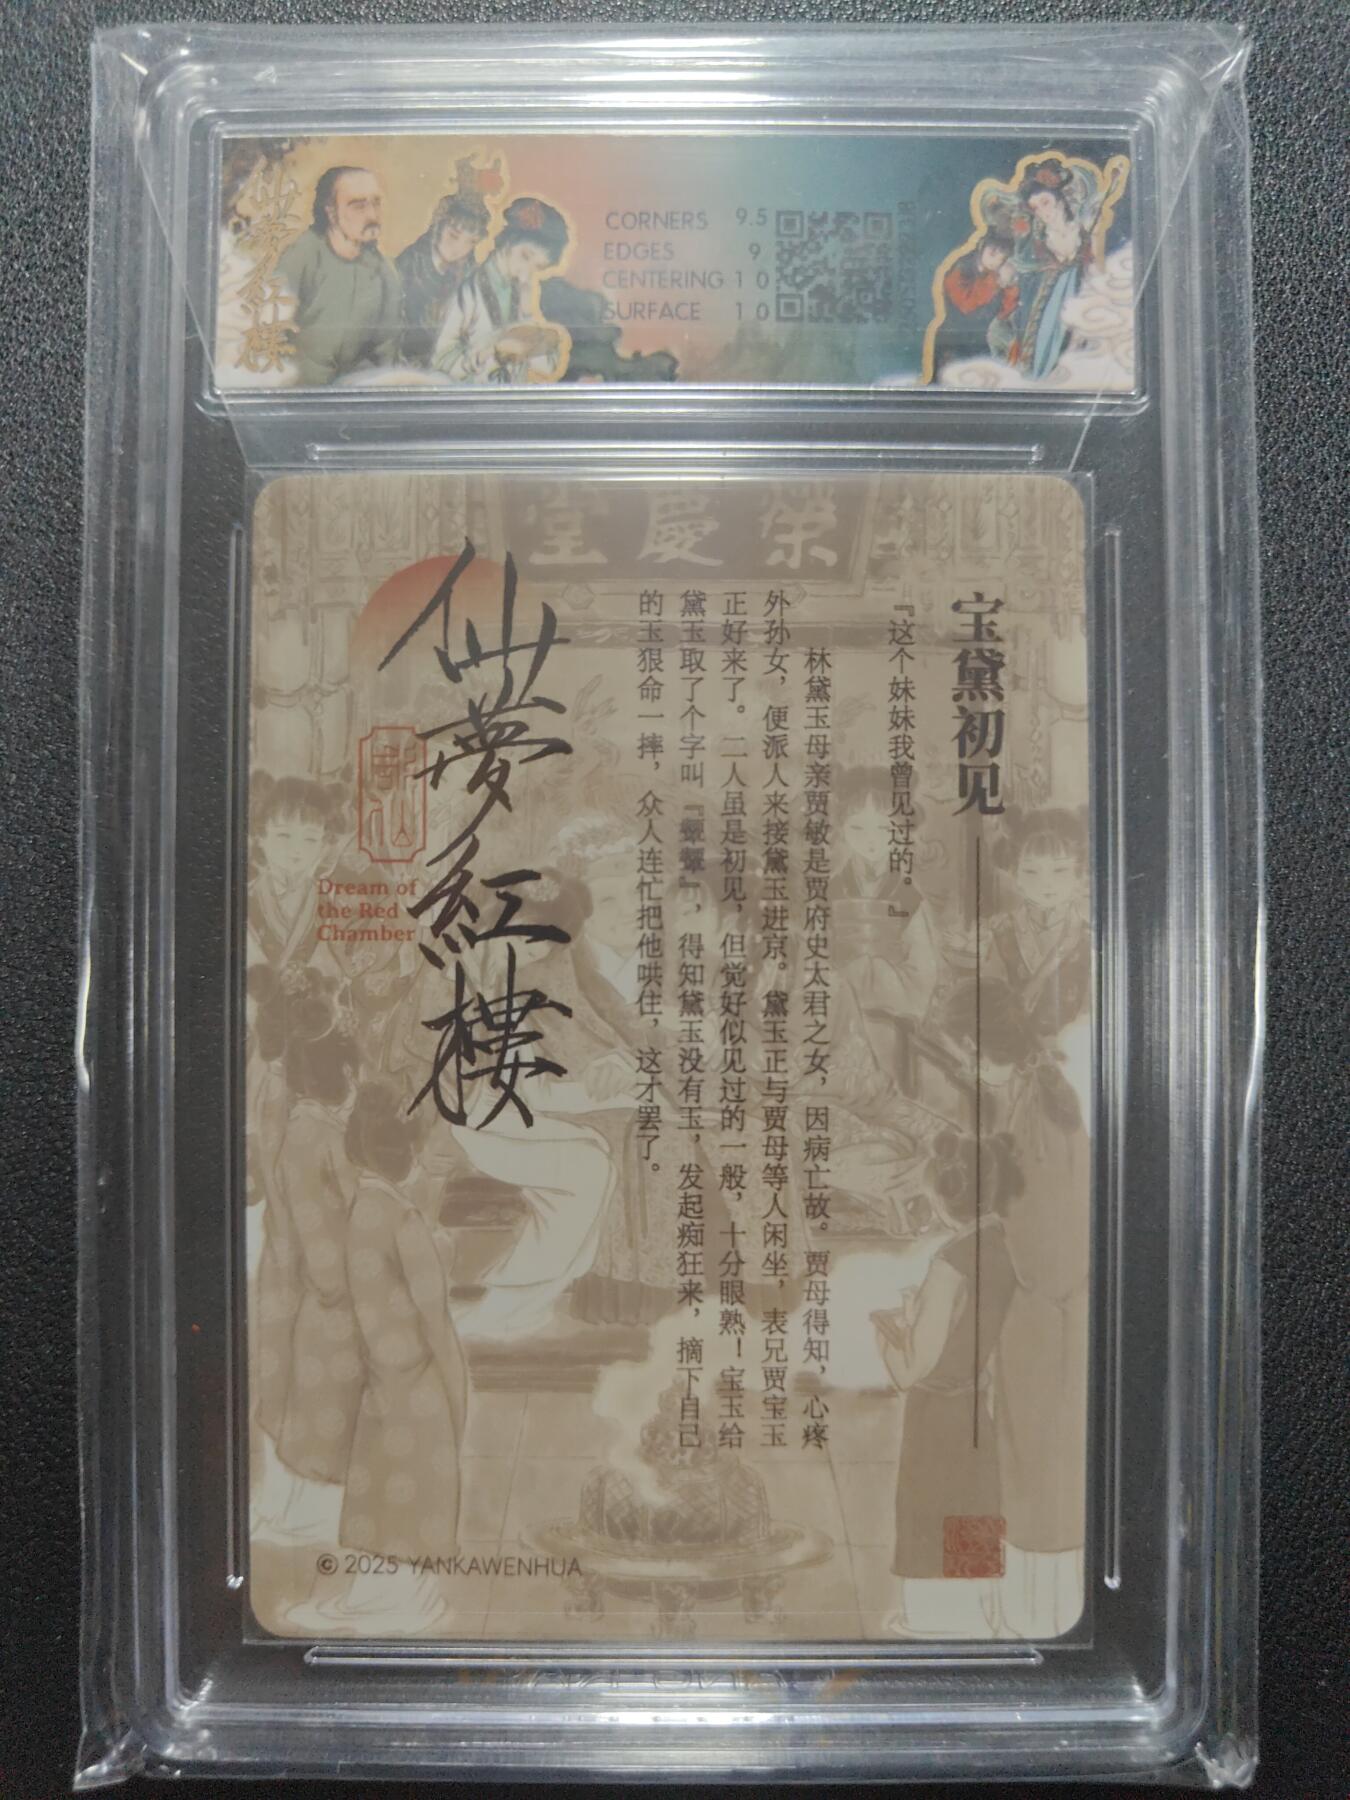 仙梦红楼
CORNERS 9.5
EDGES 9
CENTERING 10
SURFACE 10
榮慶堂
宝黛初见
『这个妹妹我曾见过的。』
林黛玉母亲贾敏是贾府史太君之女，因病亡故。贾母得知，心疼
外孙女，便派人来接黛玉进京。黛玉正与贾母等人闲坐，表兄贾宝玉
正好来了。二人虽是初见，但觉好似见过的一般，十分眼熟！宝玉给
黛玉取了个字叫『颦颦』，得知黛玉没有玉，发起痴狂来，摘下自己
的玉狠命一摔，众人连忙把他哄住，这才罢了。
仙夢紅樓
Dream of
the Red
Chamber
© 2025 YANKAWENHUA